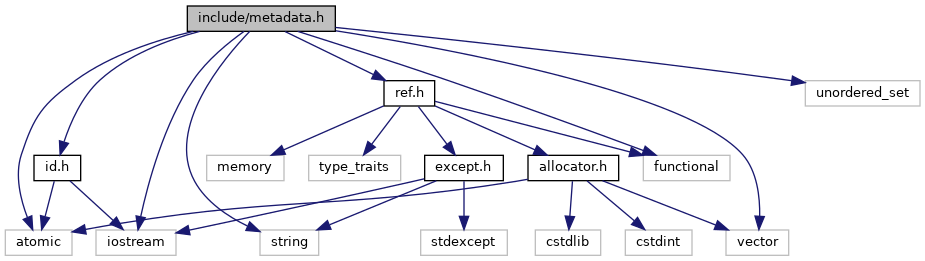 include/metadata.h
ref.h
unordered_set
id.h
memory
type_traits
except.h
allocator.h
functional
atomic
iostream
string
stdexcept
cstdlib
cstdint
vector